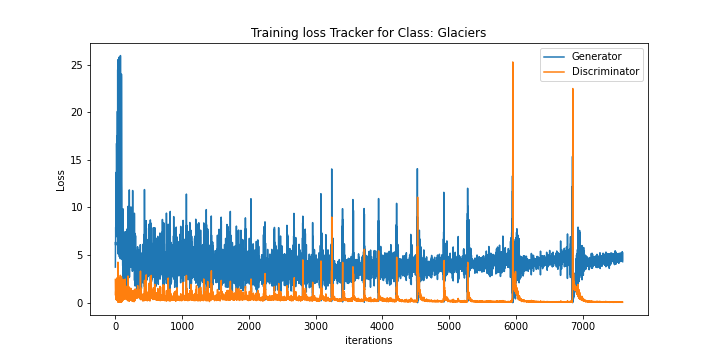 Training loss Tracker for Class: Glaciers
Generator
Discriminator
Loss
25
20
15
10
5
0
0 1000 2000 3000 4000 5000 6000 7000
iterations